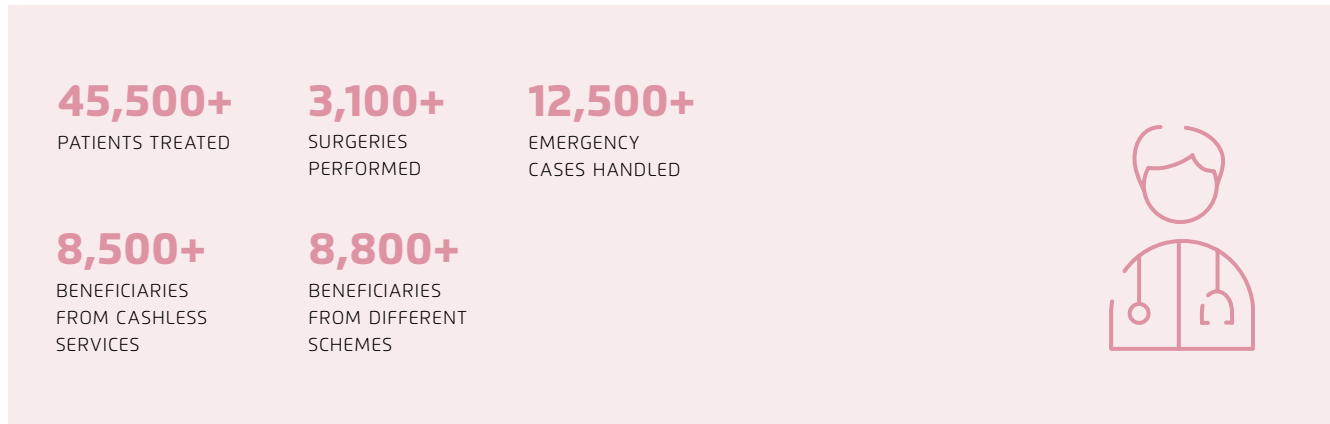 45,500+
PATIENTS TREATED
3,100+
SURGERIES
PERFORMED
12,500+
EMERGENCY
CASES HANDLED
8,500+
BENEFICIARIES
FROM CASHLESS
SERVICES
8,800+
BENEFICIARIES
FROM DIFFERENT
SCHEMES